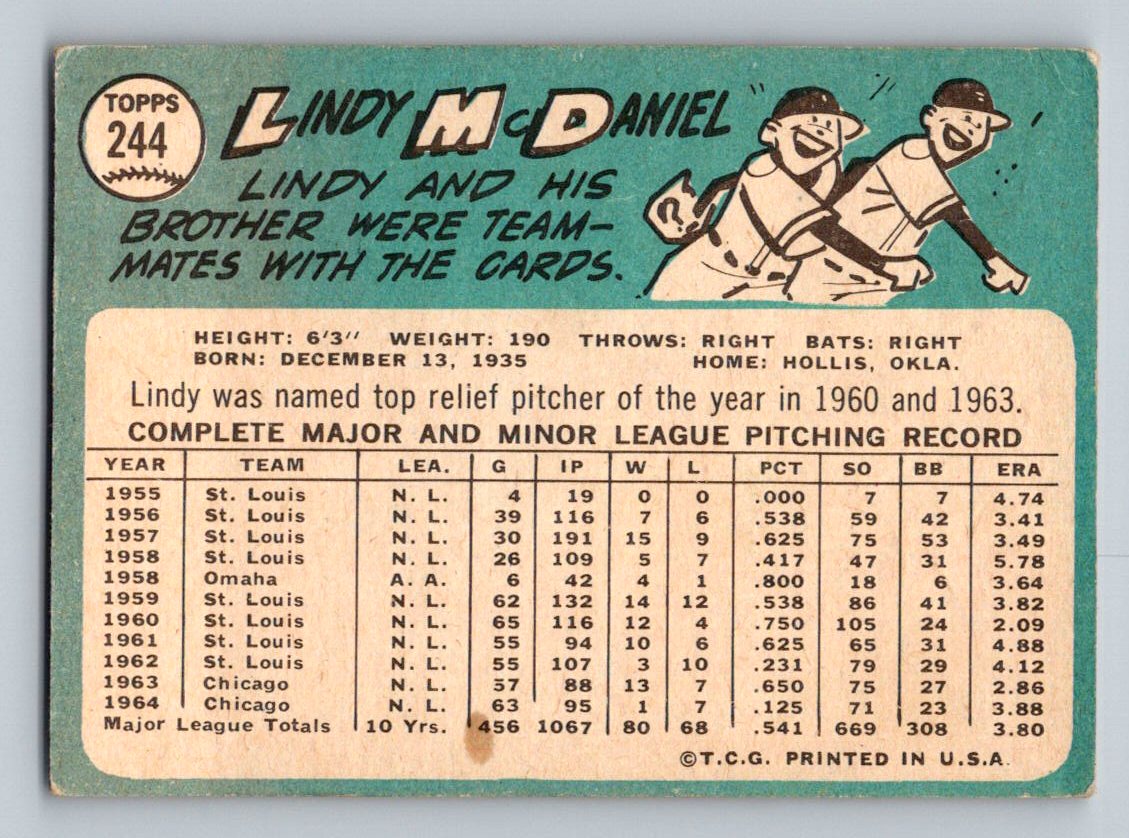 TOPPS
244
LINDY McDANIEL
LINDY AND HIS
BROTHER WERE TEAM-
MATES WITH THE CARDS.
HEIGHT: 6'3" WEIGHT: 190 THROWS: RIGHT BATS: RIGHT
BORN: DECEMBER 13, 1935 HOME: HOLLIS, OKLA.
Lindy was named top relief pitcher of the year in 1960 and 1963.
COMPLETE MAJOR AND MINOR LEAGUE PITCHING RECORD
YEAR TEAM LEA. G IP W L PCT SO BB ERA
1955 St. Louis N. L. 4 19 0 0 .000 7 7 4.74
1956 St. Louis N. L. 39 116 7 6 .538 59 42 3.41
1957 St. Louis N. L. 30 191 15 9 .625 75 53 3.49
1958 St. Louis N. L. 26 109 5 7 .417 47 31 5.78
1958 Omaha A. A. 6 42 4 1 .800 18 6 3.64
1959 St. Louis N. L. 62 132 14 12 .538 86 41 3.82
1960 St. Louis N. L. 65 116 12 4 .750 105 24 2.09
1961 St. Louis N. L. 55 94 10 6 .625 65 31 4.88
1962 St. Louis N. L. 55 107 3 10 .231 79 29 4.12
1963 Chicago N. L. 57 88 13 7 .650 75 27 2.86
1964 Chicago N. L. 63 95 1 7 .125 71 23 3.88
Major League Totals 10 Yrs. 456 1067 80 68 .541 669 308 3.80
©T.C.G. PRINTED IN U.S.A.